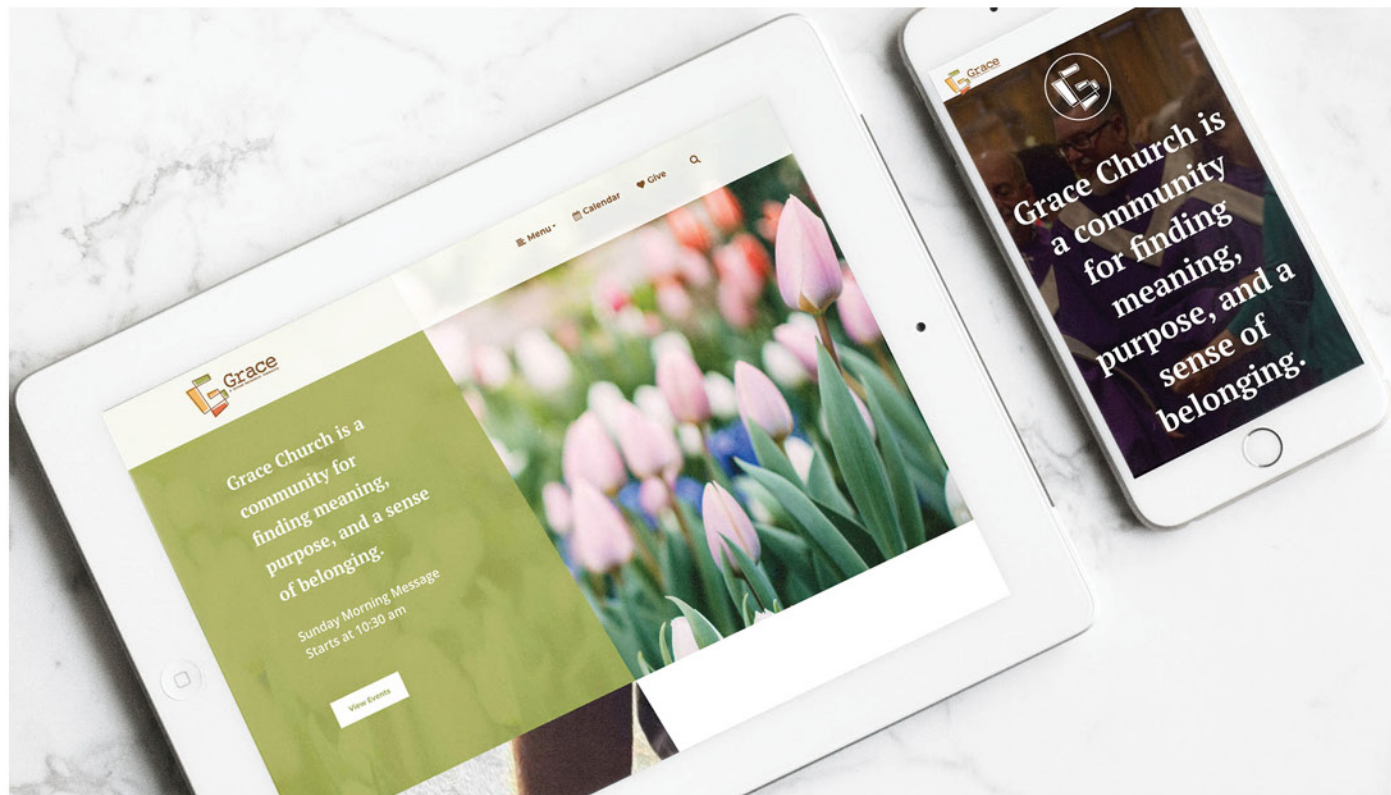 Menu
Calendar
Give
Grace
Grace Church is a
community for
finding meaning,
purpose, and a sense
of belonging.
Sunday Morning Message
Starts at 10:30 am
View Events
Grace
Grace Church is
a community
for finding
meaning,
purpose, and a
sense of
belonging.